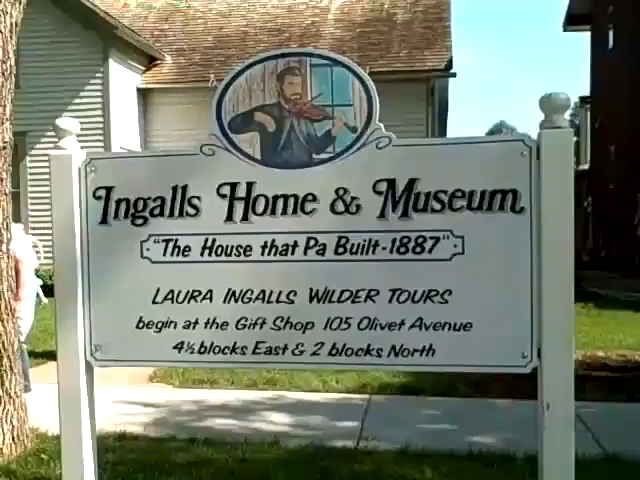 Ingalls Home & Museum
"The House that Pa Built-1887"
LAURA INGALLS WILDER TOURS
begin at the Gift Shop 105 Olivet Avenue
4½ blocks East & 2 blocks North